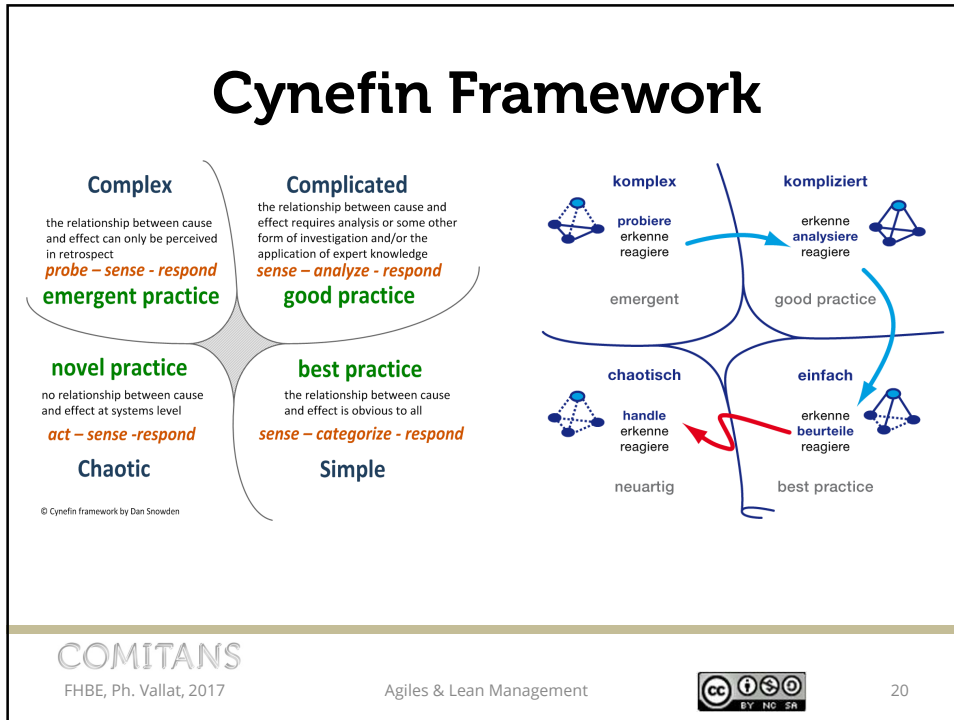 Cynefin Framework
Complex
the relationship between cause
and effect can only be perceived
in retrospect
probe – sense - respond
emergent practice
Complicated
the relationship between cause and
effect requires analysis or some other
form of investigation and/or the
application of expert knowledge
sense – analyze - respond
good practice
novel practice
no relationship between cause
and effect at systems level
act – sense -respond
Chaotic
best practice
the relationship between cause
and effect is obvious to all
sense – categorize - respond
Simple
© Cynefin framework by Dan Snowden
komplex
probiere
erkenne
reagiere
emergent
kompliziert
erkenne
analysiere
reagiere
good practice
chaotisch
handle
erkenne
reagiere
neuartig
einfach
erkenne
beurteile
reagiere
best practice
COMITANS
FHBE, Ph. Vallat, 2017
Agiles & Lean Management
cc
BY NC SA
20